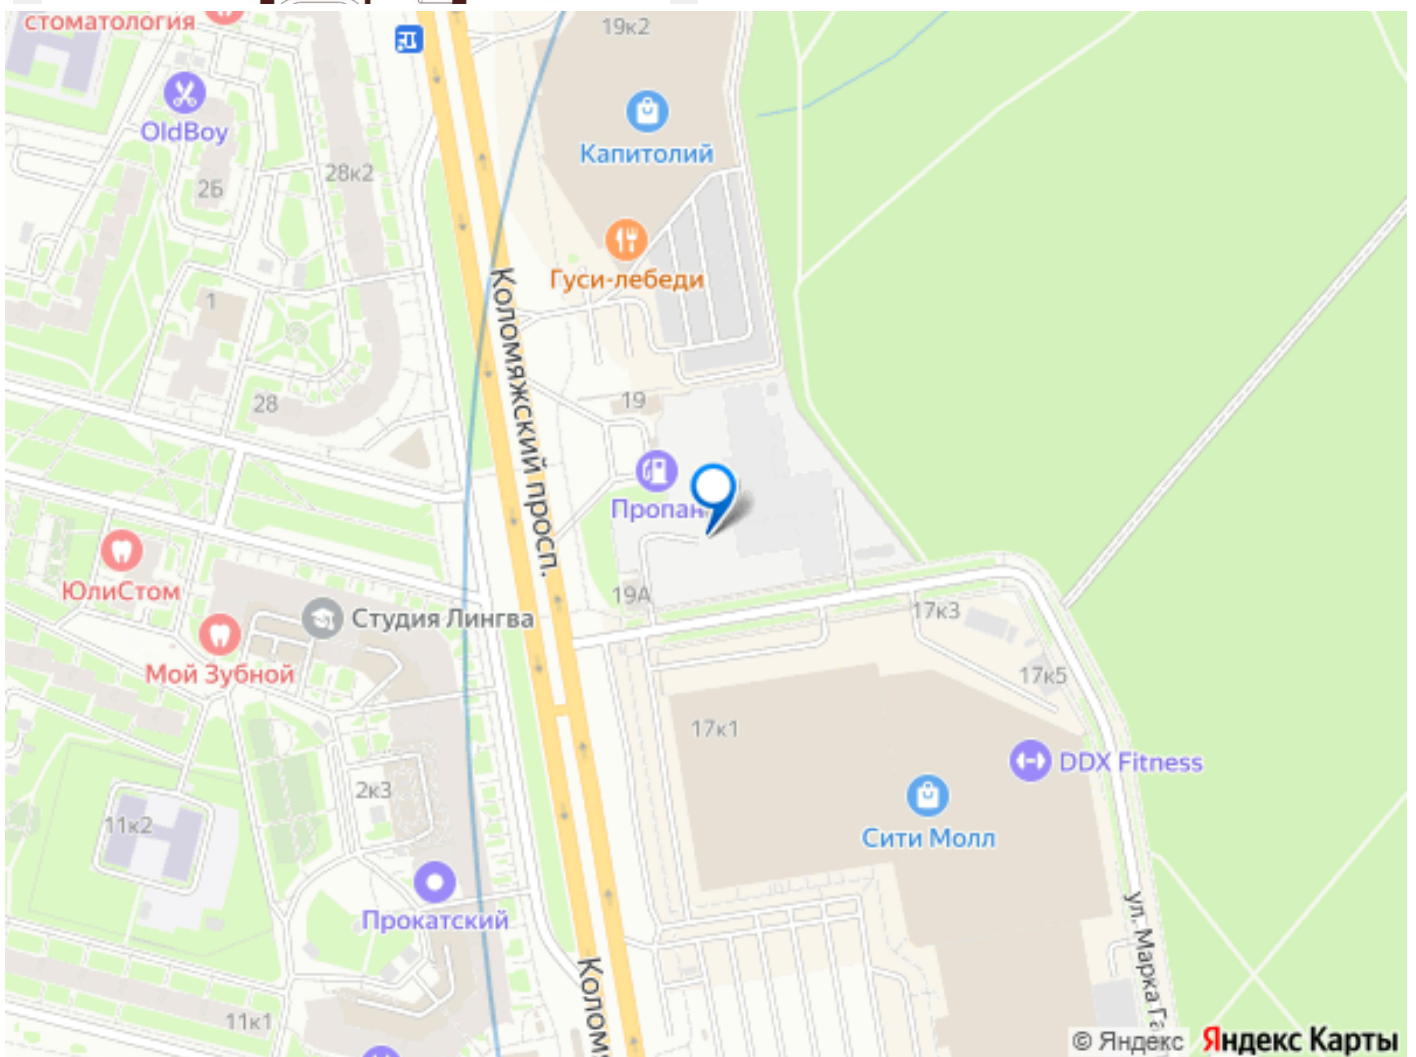 стоматология
19к2
OldBoy
Капитолий
28к2
2Б
Гуси-лебеди
1
Коломяжский просп.
28
19
Пропан
ЮлиСтом
19А
Студия Лингва
17к3
Мой Зубной
17к5
17к1
DDX Fitness
2к3
11к2
Сити Молл
Прокатский
ул. Марка Га
Колом
11к1
© Яндекс Яндекс Карты